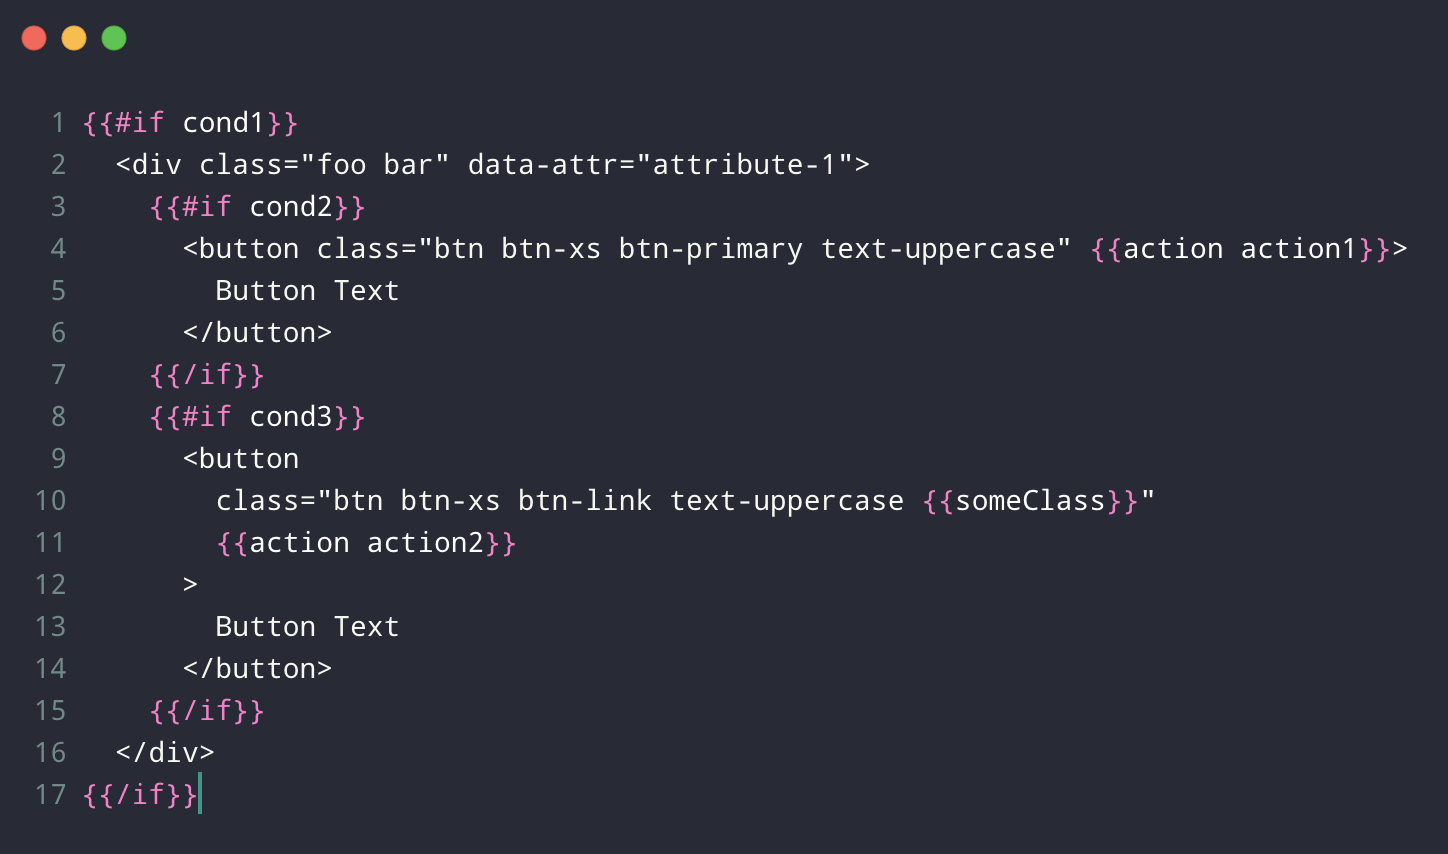 1 {{#if cond1}}
2   <div class="foo bar" data-attr="attribute-1">
3     {{#if cond2}}
4       <button class="btn btn-xs btn-primary text-uppercase" {{action action1}}>
5         Button Text
6       </button>
7     {{/if}}
8     {{#if cond3}}
9       <button
10         class="btn btn-xs btn-link text-uppercase {{someClass}}"
11         {{action action2}}
12       >
13         Button Text
14       </button>
15     {{/if}}
16   </div>
17 {{/if}}